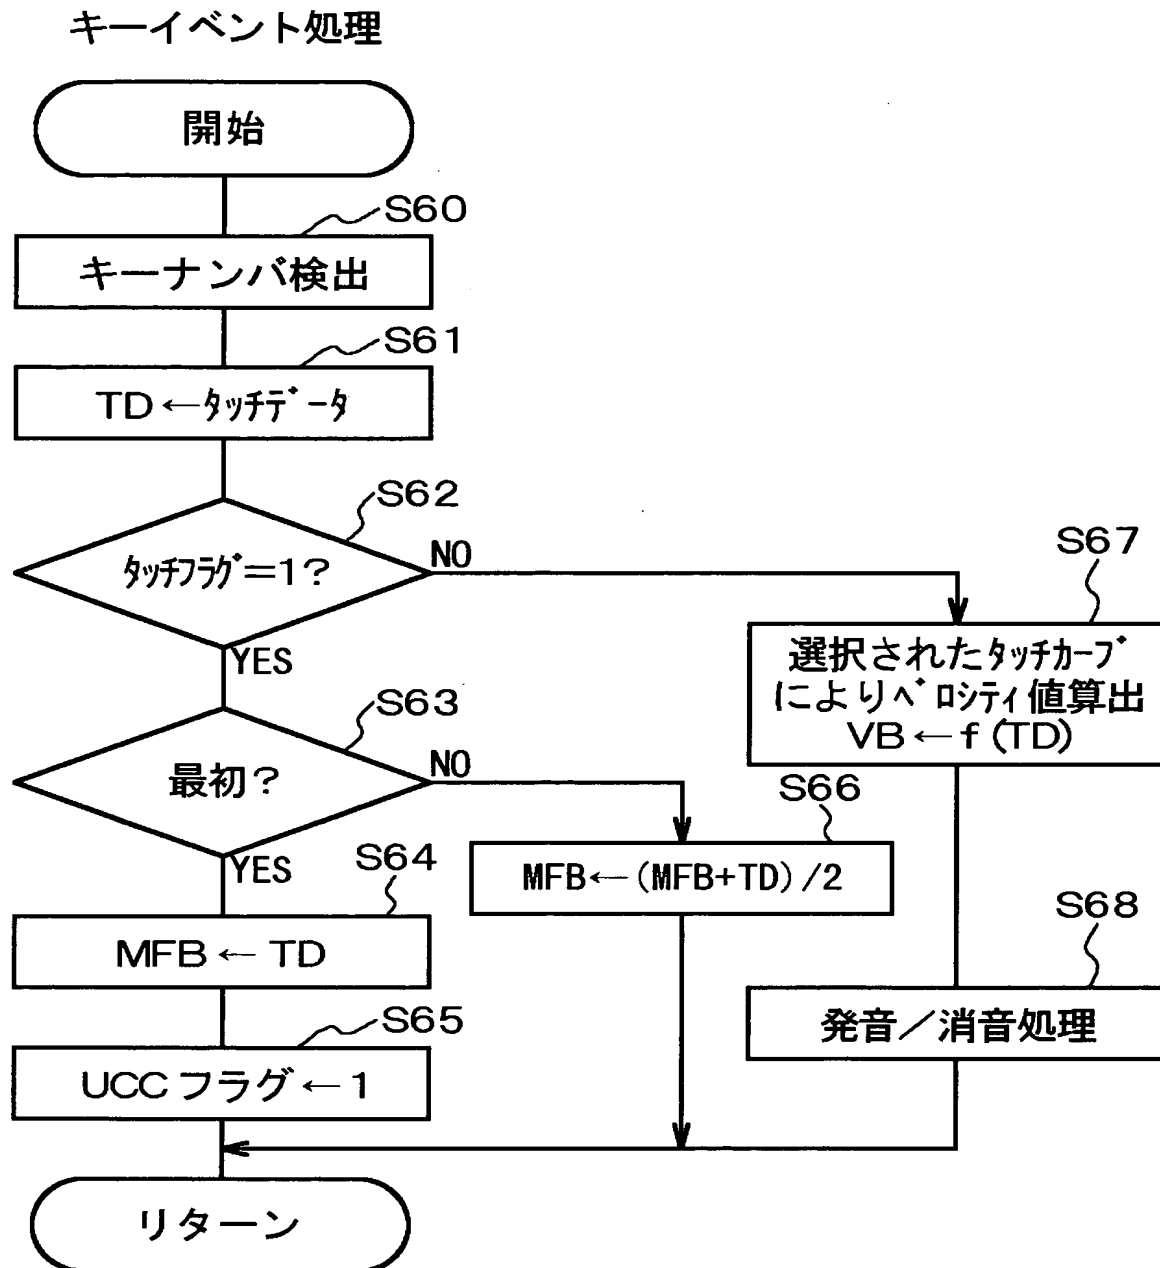 キーイベント処理
開始
S60
キーナンバ検出
S61
TD←ﾀｯﾁﾃﾞｰﾀ
S62
ﾀｯﾁﾌﾗｸﾞ=1?
NO
YES
S67
選択されたﾀｯﾁｶｰﾌﾞ
によりﾍﾞﾛｼﾃｨ値算出
VB←f(TD)
S63
最初?
NO
YES
S66
MFB←(MFB+TD)/2
S64
MFB←TD
S68
発音/消音処理
S65
UCCフラグ←1
リターン